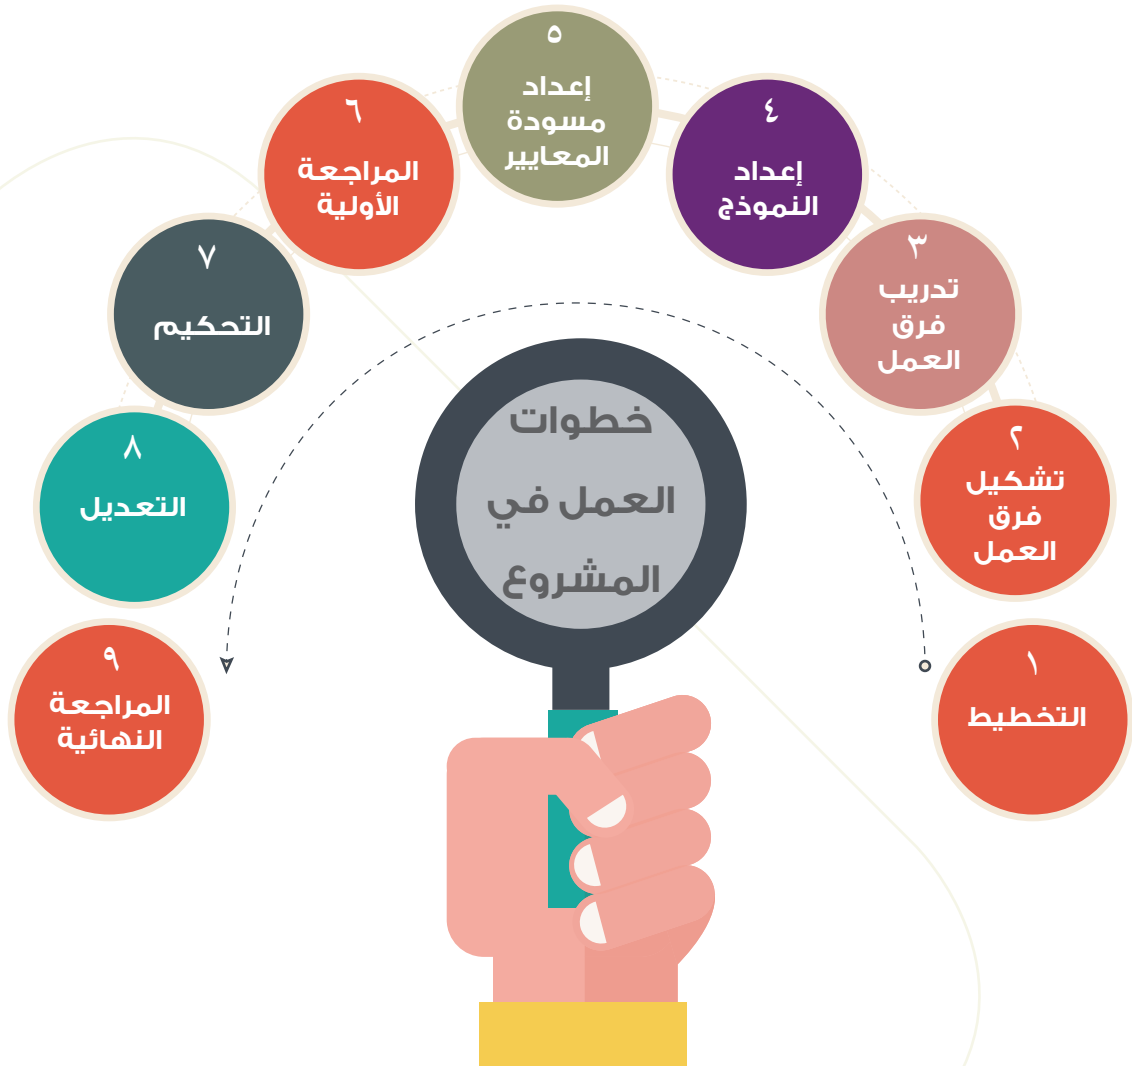 خطوات
العمل في
المشروع
١
التخطيط
٢
تشكيل
فرق
العمل
٣
تدريب
فرق
العمل
٤
إعداد
النموذج
٥
إعداد
مسودة
المعايير
٦
المراجعة
الأولية
٧
التحكيم
٨
التعديل
٩
المراجعة
النهائية